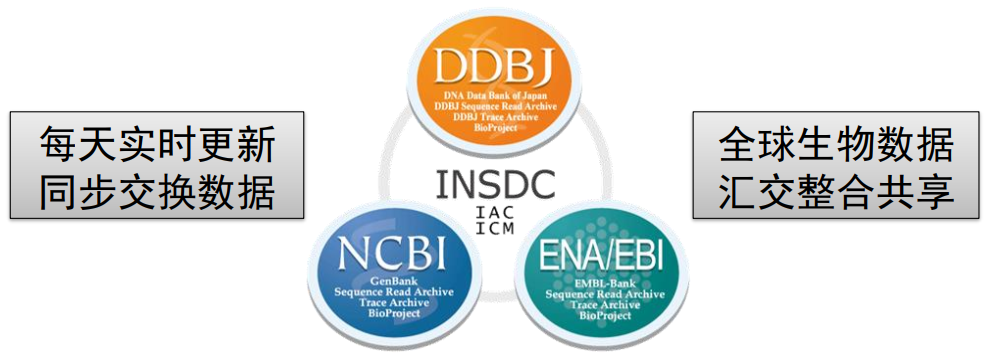 DDBJ
DNA Data Bank of Japan
DDBJ Sequence Read Archive
DDBJ Trace Archive
BioProject
每天实时更新
同步交换数据
INSDC
IAC
ICM
全球生物数据
汇交整合共享
NCBI
GenBank
Sequence Read Archive
Trace Archive
BioProject
ENA/EBI
EMBL-Bank
Sequence Read Archive
Trace Archive
BioProject